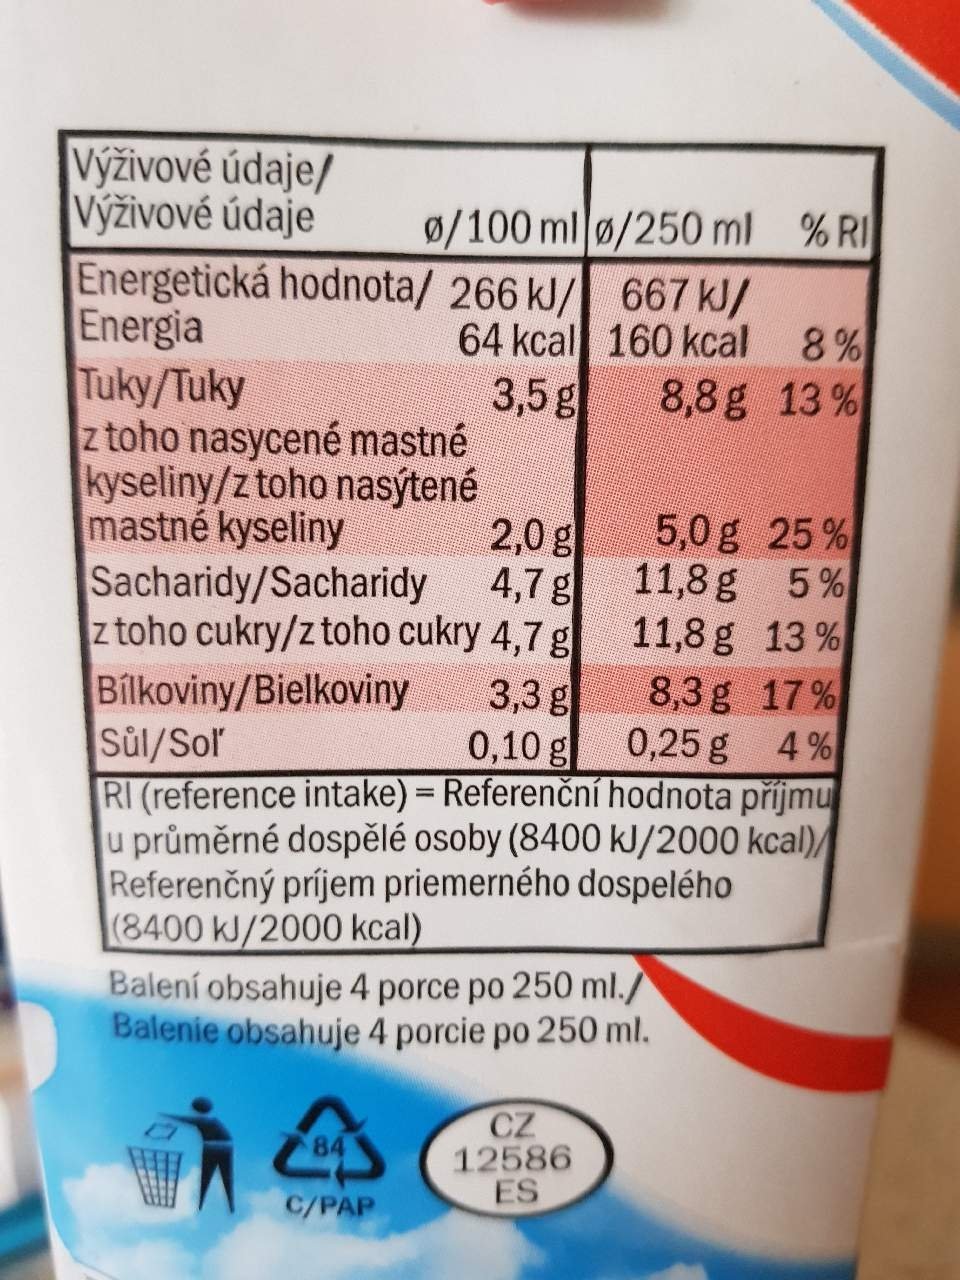 Výživové údaje/
Výživové údaje ø/100 ml ø/250 ml % RI
Energetická hodnota/ 266 kJ/ 667 kJ/
Energia 64 kcal 160 kcal 8 %
Tuky/Tuky 3,5 g 8,8 g 13 %
z toho nasycené mastné
kyseliny/z toho nasýtené
mastné kyseliny 2,0 g 5,0 g 25 %
Sacharidy/Sacharidy 4,7 g 11,8 g 5 %
z toho cukry/z toho cukry 4,7 g 11,8 g 13 %
Bílkoviny/Bielkoviny 3,3 g 8,3 g 17 %
Sůl/Soľ 0,10 g 0,25 g 4 %
RI (reference intake) = Referenční hodnota příjmu
u průměrné dospělé osoby (8400 kJ/2000 kcal)/
Referenčný príjem priemerného dospelého
(8400 kJ/2000 kcal)
Balení obsahuje 4 porce po 250 ml./
Balenie obsahuje 4 porcie po 250 ml.
84
C/PAP
CZ
12586
ES